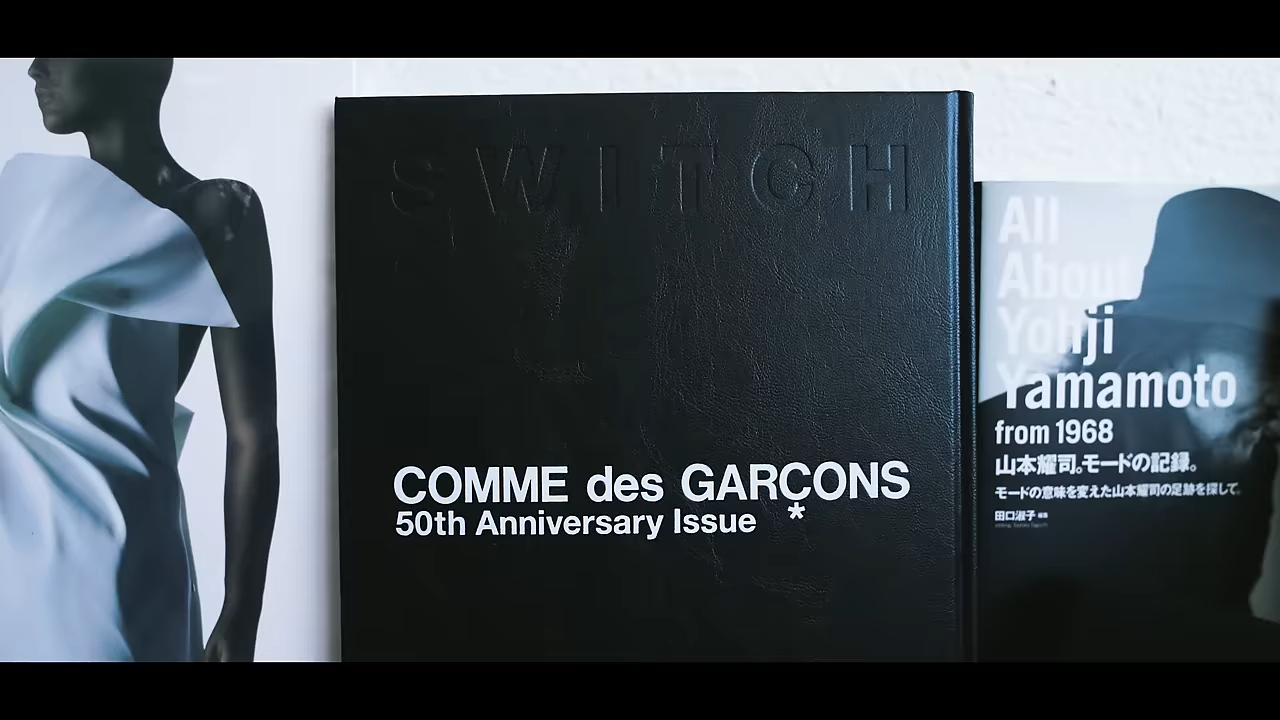 SWITCH
COMME des GARÇONS
50th Anniversary Issue *
All
About
Yohji
Yamamoto
from 1968
山本耀司。モードの記録。
モードの意味を変えた山本耀司の足跡を探して。
田口淑子